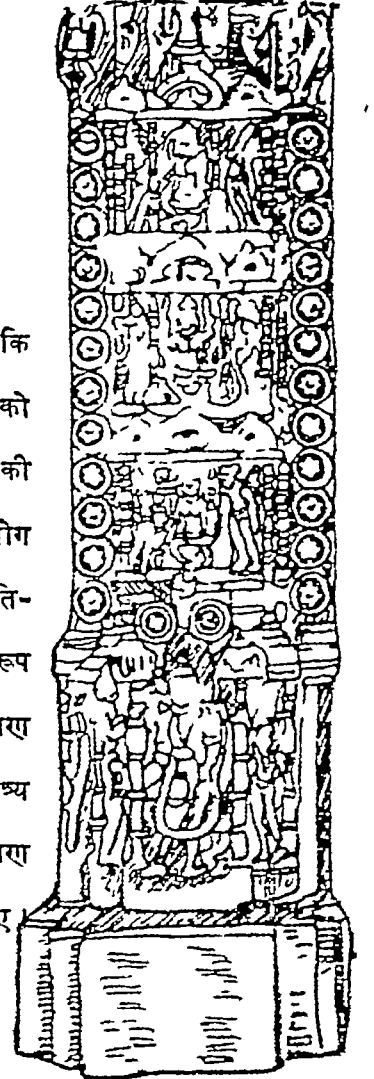 कि
को
की
ोग
ति-
रूप
रण
श्य
रण
ए।